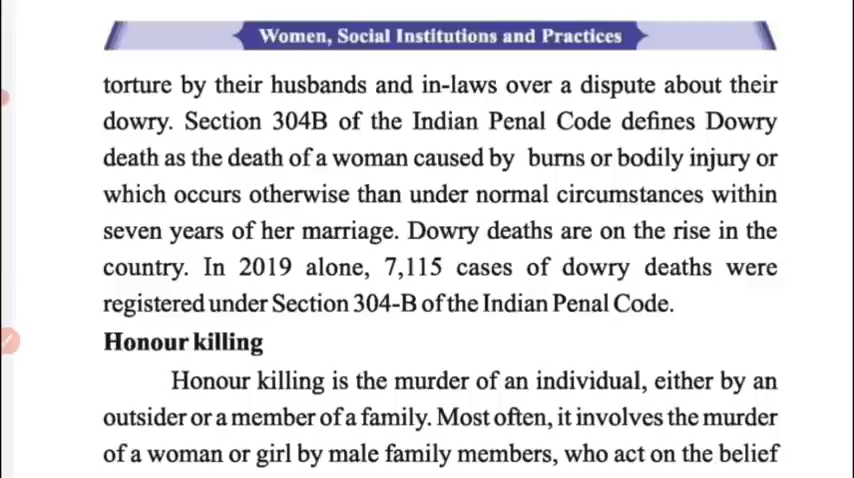 Women, Social Institutions and Practices
torture by their husbands and in-laws over a dispute about their
dowry. Section 304B of the Indian Penal Code defines Dowry
death as the death of a woman caused by burns or bodily injury or
which occurs otherwise than under normal circumstances within
seven years of her marriage. Dowry deaths are on the rise in the
country. In 2019 alone, 7,115 cases of dowry deaths were
registered under Section 304-B of the Indian Penal Code.
Honour killing
Honour killing is the murder of an individual, either by an
outsider or a member of a family. Most often, it involves the murder
of a woman or girl by male family members, who act on the belief